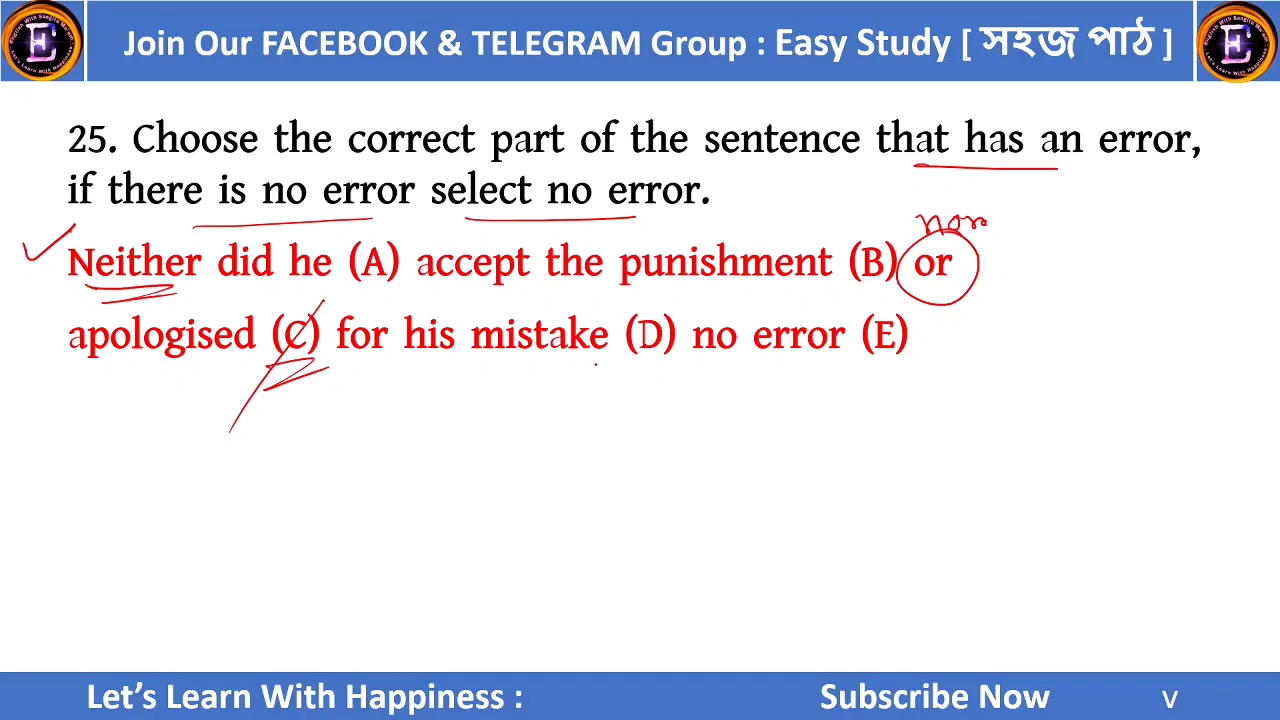 Join Our FACEBOOK & TELEGRAM Group : Easy Study [ সহজ পাঠ ]
25. Choose the correct part of the sentence that has an error,
if there is no error select no error.
nor
Neither did he (A) accept the punishment (B) or
apologised (C) for his mistake (D) no error (E)
Let's Learn With Happiness :
Subscribe Now
v